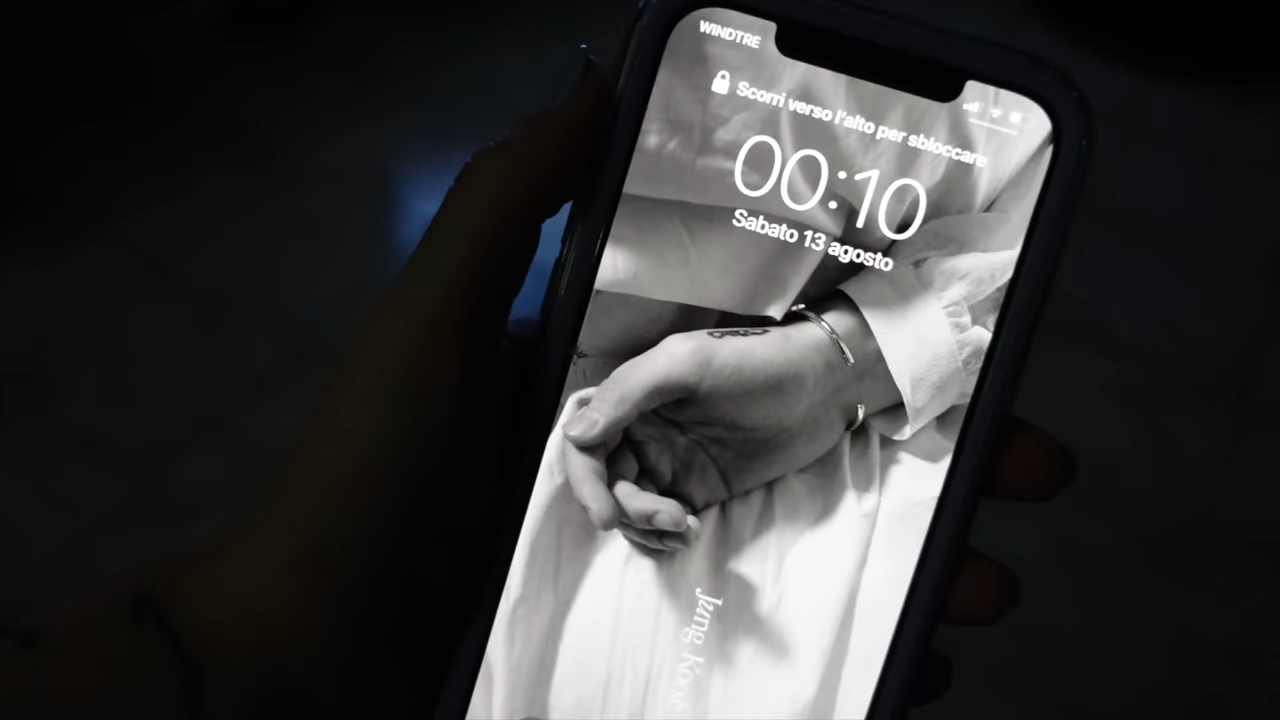 WINDTRE
Scorri verso l'alto per sbloccare
00:10
Sabato 13 agosto
Jung Kook